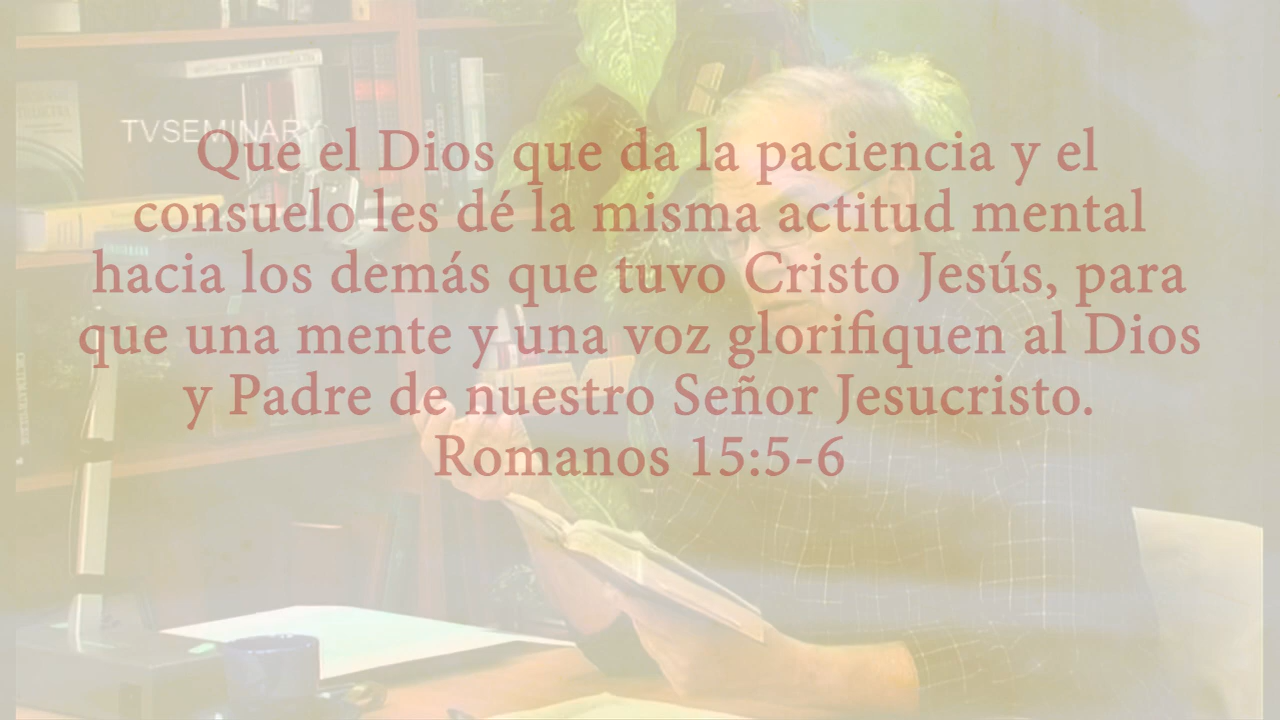 TVSEMINARY
Que el Dios que da la paciencia y el
consuelo les dé la misma actitud mental
hacia los demás que tuvo Cristo Jesús, para
que una mente y una voz glorifiquen al Dios
y Padre de nuestro Señor Jesucristo.
Romanos 15:5-6